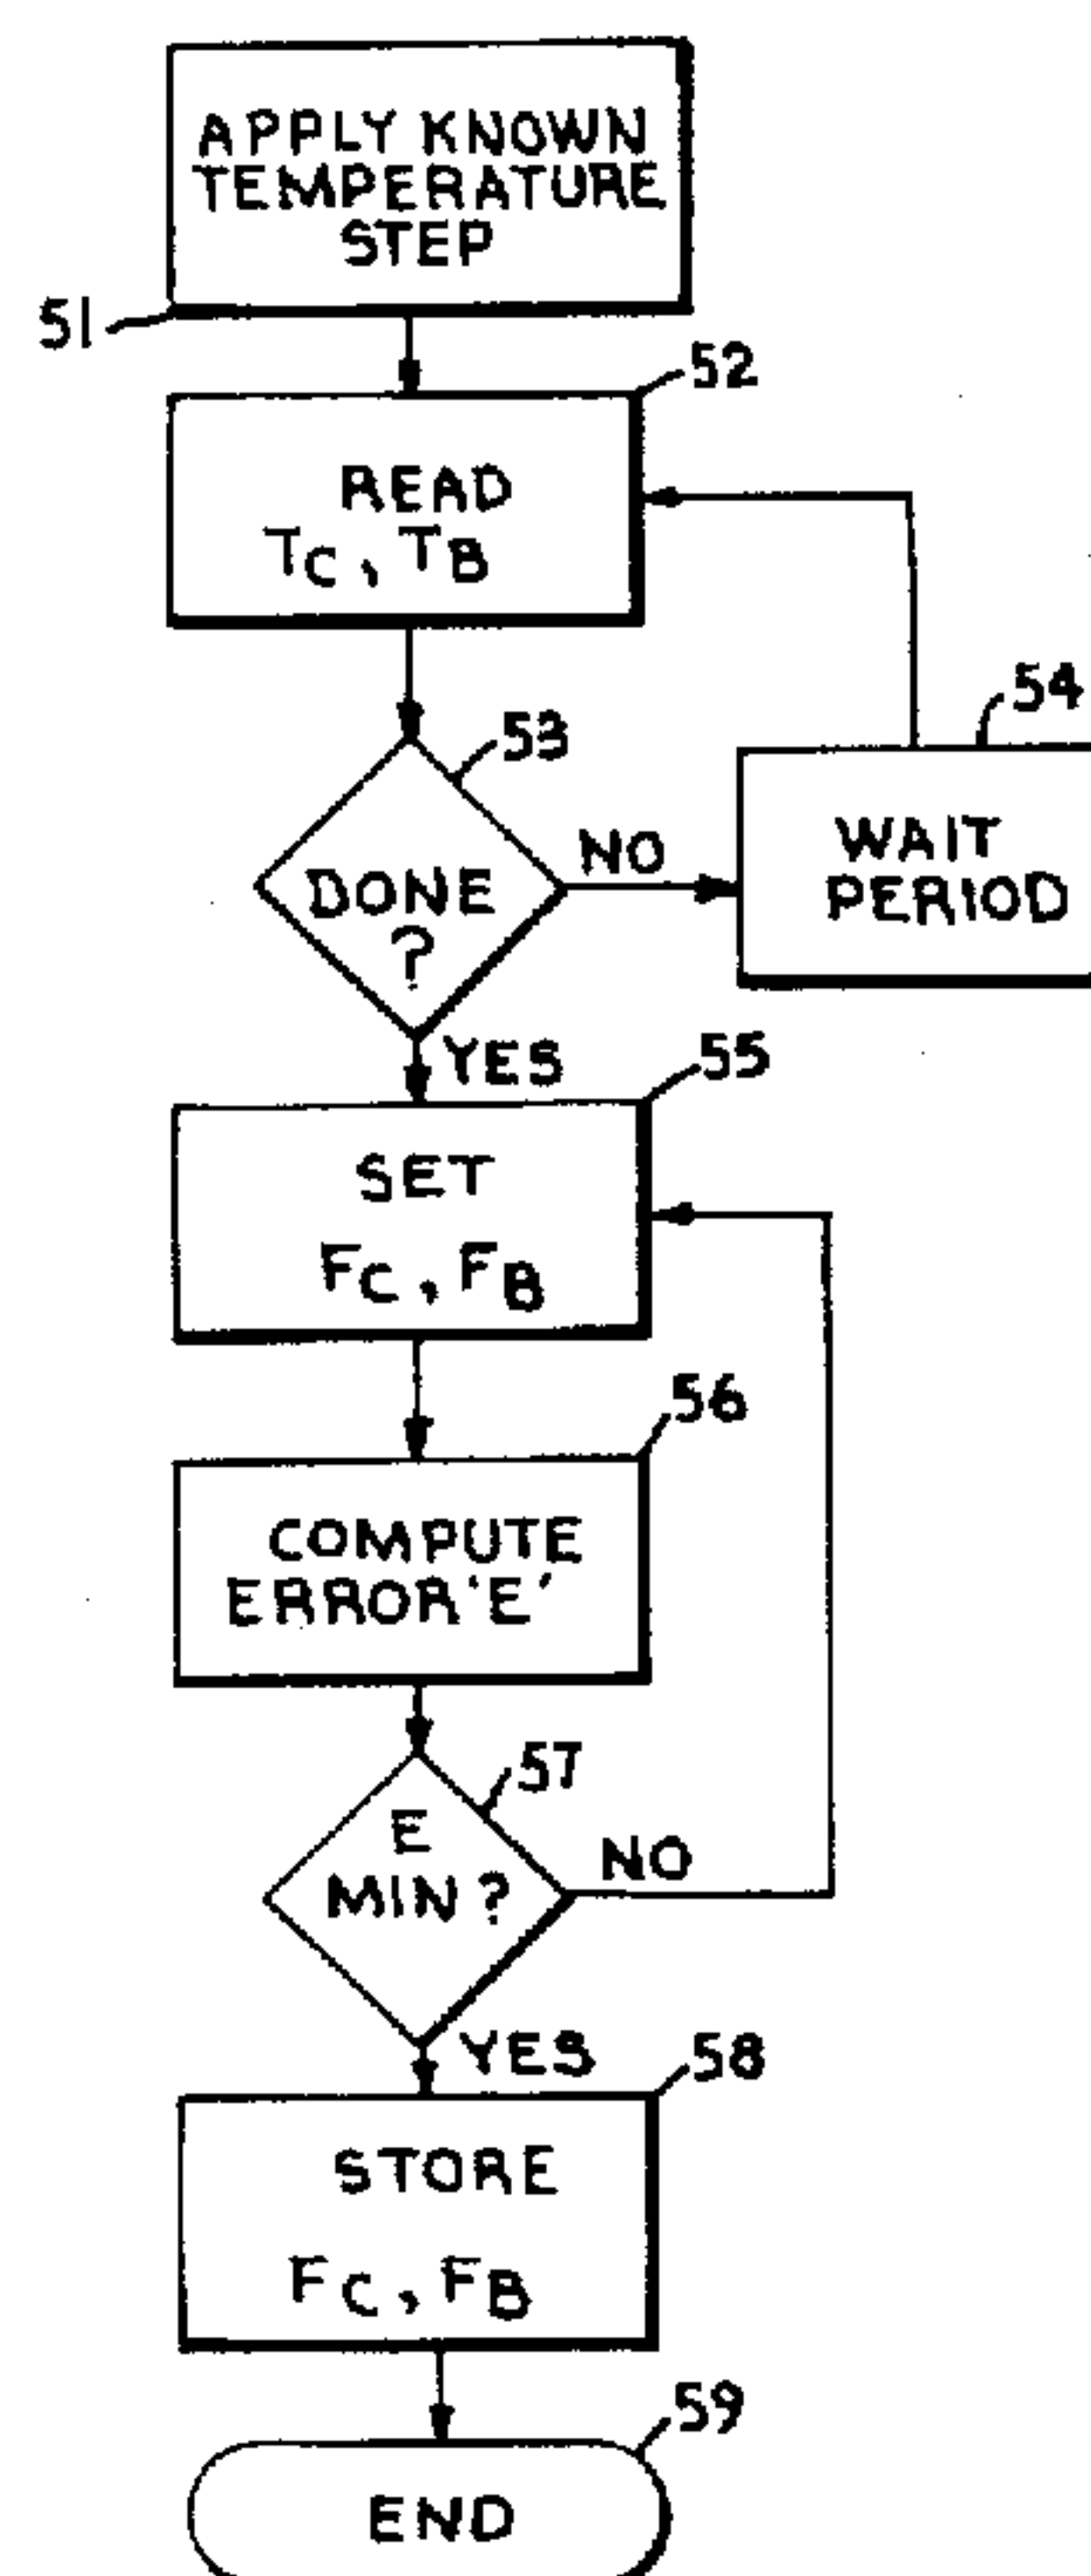 APPLY KNOWN
TEMPERATURE
STEP
51
52
READ
TC, TB
53
DONE
?
NO
54
WAIT
PERIOD
YES
55
SET
FC, FB
56
COMPUTE
ERROR 'E'
57
E
MIN?
NO
YES
58
STORE
FC, FB
59
END